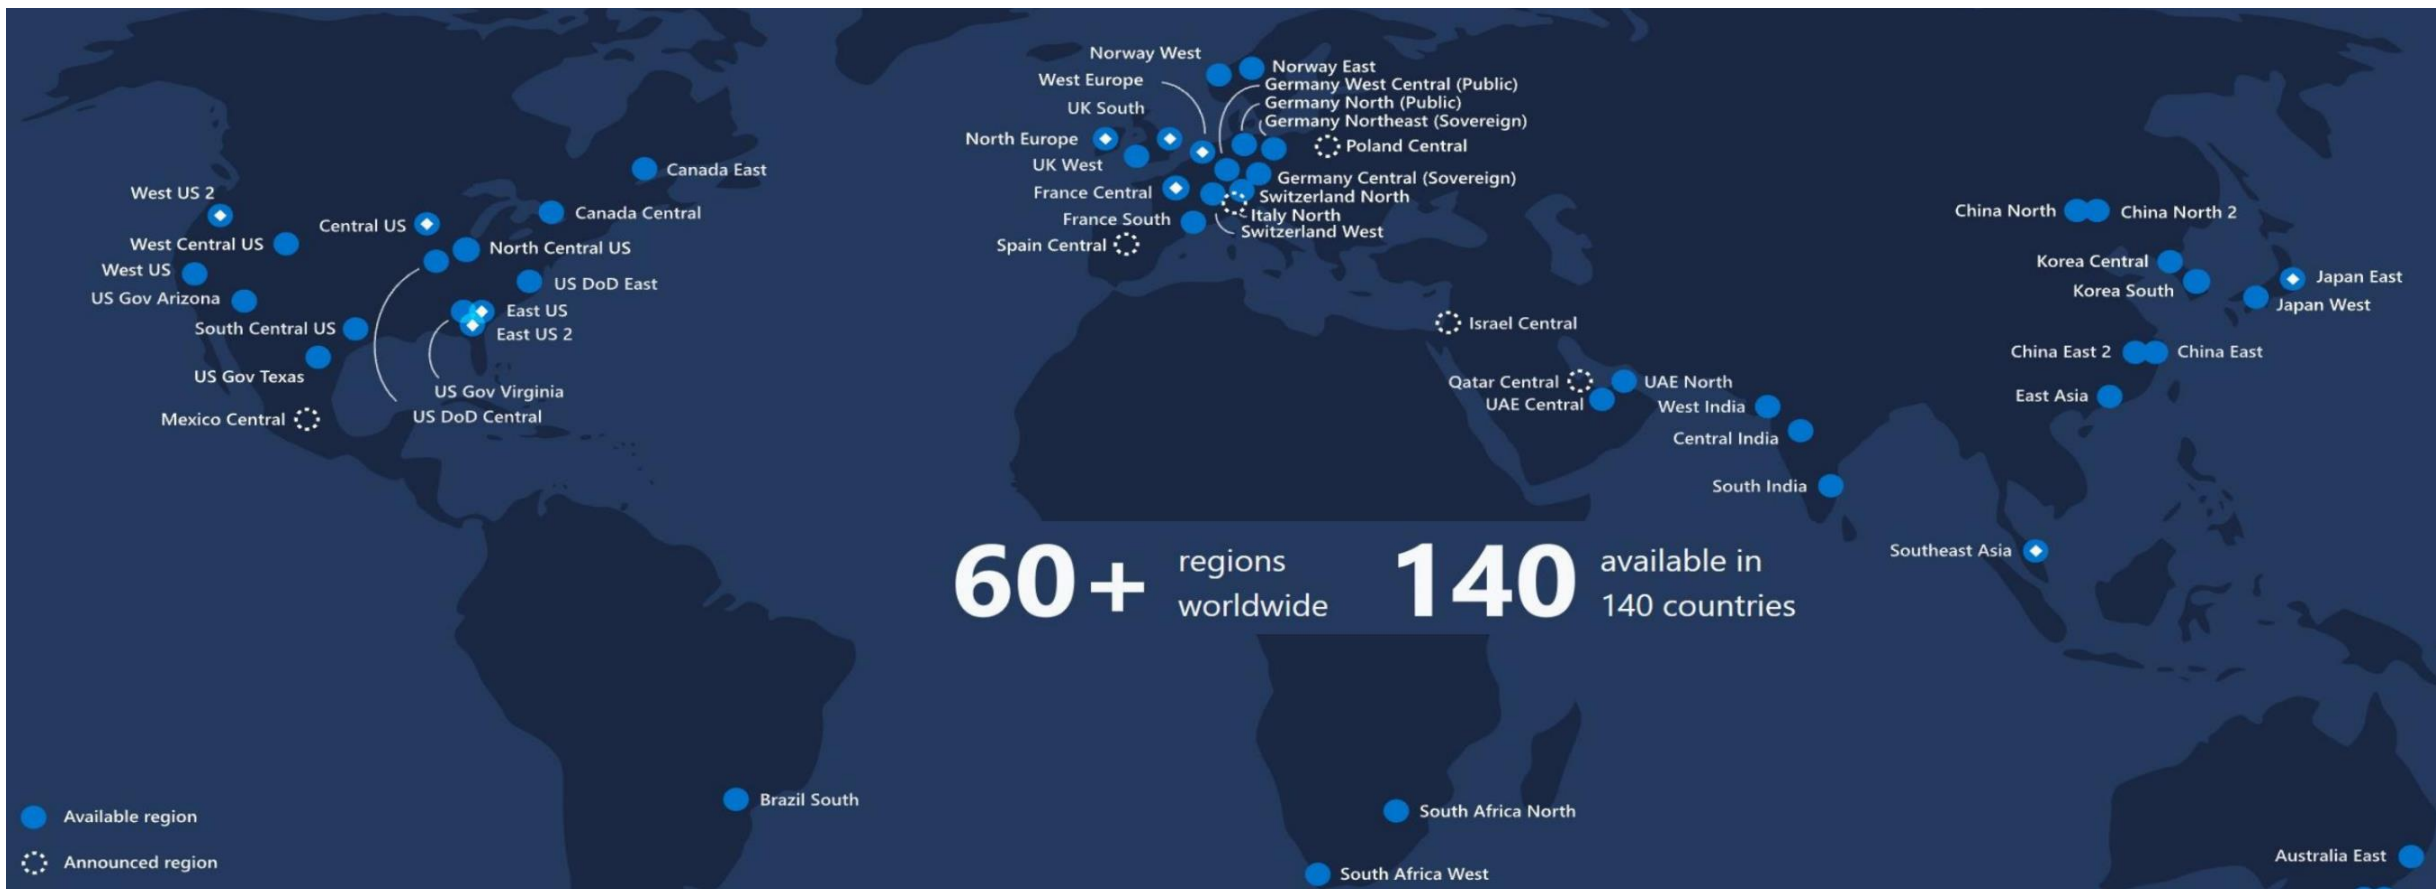 Norway West
Norway East
West Europe
Germany West Central (Public)
UK South
Germany North (Public)
Germany Northeast (Sovereign)
North Europe
Poland Central
UK West
Canada East
Germany Central (Sovereign)
West US 2
France Central
Switzerland North
Canada Central
Italy North
France South
Central US
Switzerland West
West Central US
North Central US
Spain Central
China North
China North 2
West US
Korea Central
US DoD East
Japan East
US Gov Arizona
Korea South
East US
Japan West
South Central US
Israel Central
East US 2
China East 2
China East
US Gov Texas
US Gov Virginia
Qatar Central
UAE North
US DoD Central
UAE Central
West India
East Asia
Mexico Central
Central India
South India
Southeast Asia
60+
regions
worldwide
140
available in
140 countries
Brazil South
South Africa North
Available region
Announced region
Australia East
South Africa West